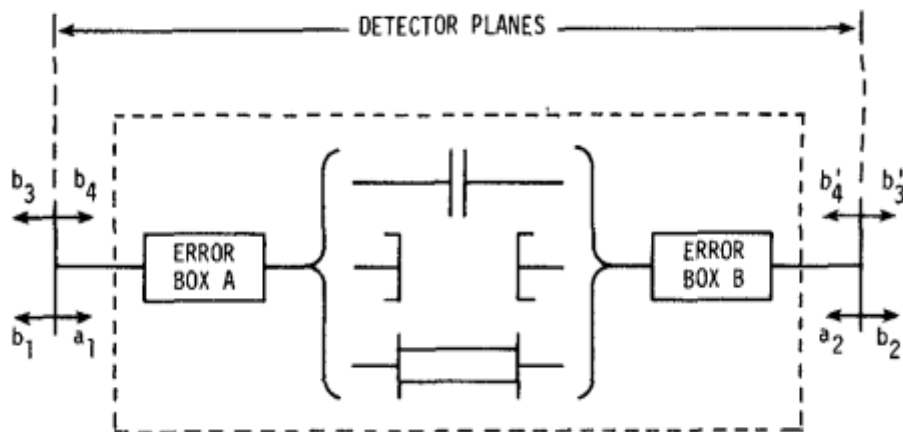 DETECTOR PLANES
b3 b4 b'4 b'3
ERROR BOX A
ERROR BOX B
b1 a1 a2 b2